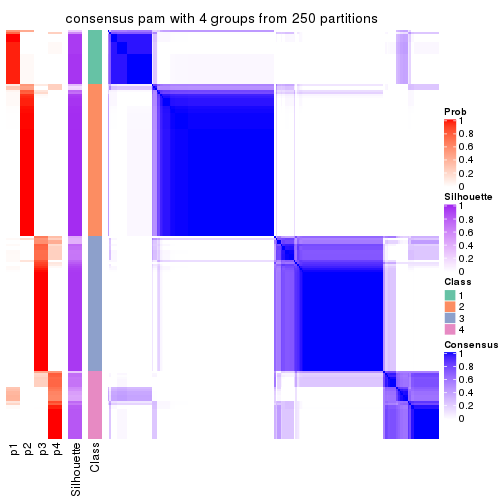 consensus pam with 4 groups from 250 partitions
Prob
1
0.8
0.6
0.4
0.2
0
Silhouette
1
0.8
0.6
0.4
0.2
0
Class
1
2
3
4
Consensus
1
0.8
0.6
0.4
0.2
0
p1
p2
p3
p4
Silhouette
Class